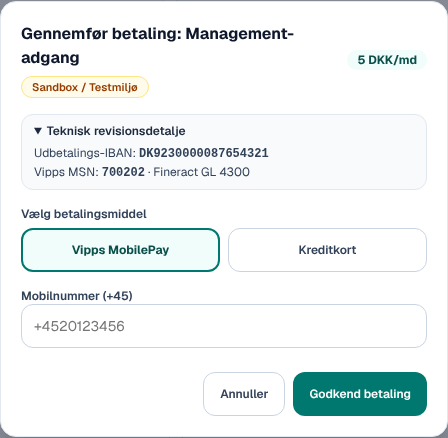 Gennemfør betaling: Management-
adgang
5 DKK/md
Sandbox / Testmiljø
▼ Teknisk revisionsdetalje
Udbetalings-IBAN: DK9230000087654321
Vipps MSN: 700202 · Fineract GL 4300
Vælg betalingsmiddel
Vipps MobilePay
Kreditkort
Mobilnummer (+45)
+4520123456
Annuller
Godkend betaling